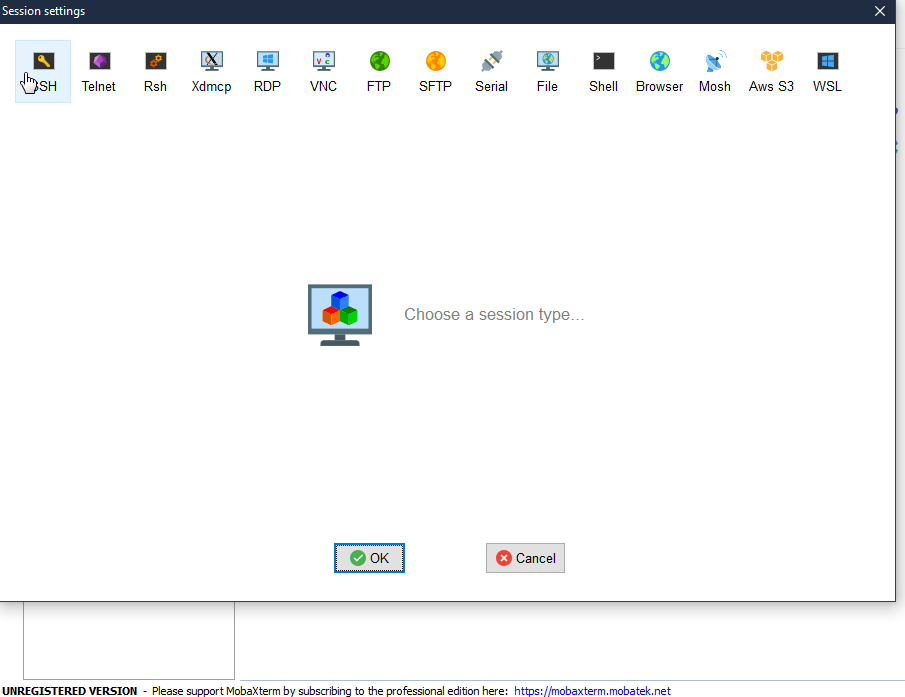 Session settings
SSH Telnet Rsh Xdmcp RDP VNC FTP SFTP Serial File Shell Browser Mosh Aws S3 WSL
Choose a session type...
OK Cancel
UNREGISTERED VERSION - Please support MobaXterm by subscribing to the professional edition here: https://mobaxterm.mobatek.net